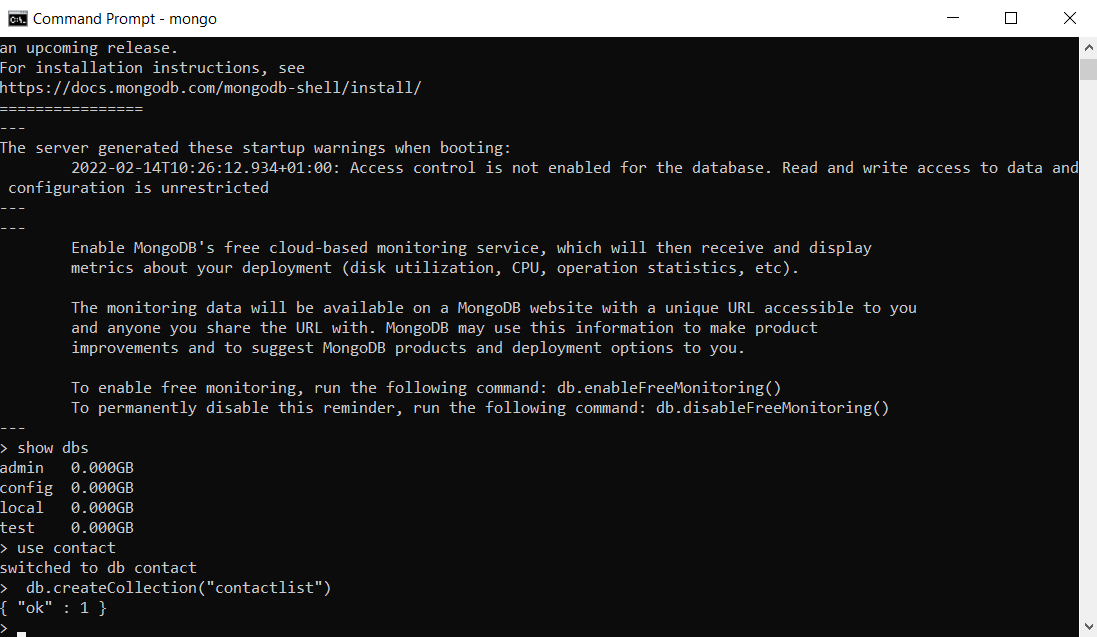 Command Prompt - mongo
an upcoming release.
For installation instructions, see
https://docs.mongodb.com/mongodb-shell/install/
================
---
The server generated these startup warnings when booting:
        2022-02-14T10:26:12.934+01:00: Access control is not enabled for the database. Read and write access to data and
 configuration is unrestricted
---
---
        Enable MongoDB's free cloud-based monitoring service, which will then receive and display
        metrics about your deployment (disk utilization, CPU, operation statistics, etc).

        The monitoring data will be available on a MongoDB website with a unique URL accessible to you
        and anyone you share the URL with. MongoDB may use this information to make product
        improvements and to suggest MongoDB products and deployment options to you.

        To enable free monitoring, run the following command: db.enableFreeMonitoring()
        To permanently disable this reminder, run the following command: db.disableFreeMonitoring()
---
> show dbs
admin   0.000GB
config  0.000GB
local   0.000GB
test    0.000GB
> use contact
switched to db contact
>  db.createCollection("contactlist")
{ "ok" : 1 }
>